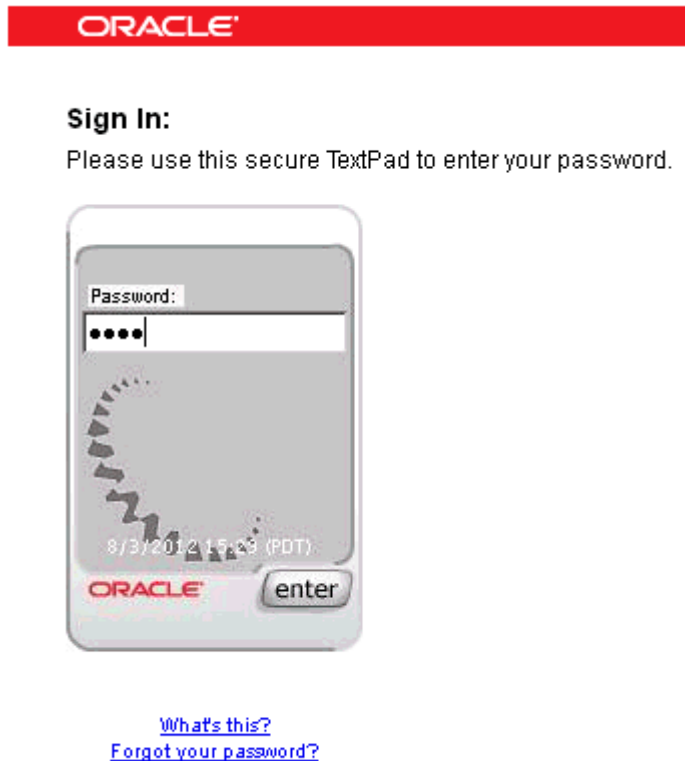 ORACLE
Sign In:
Please use this secure TextPad to enter your password.
Password:
••••
8/3/2012 15:29 (PDT)
ORACLE
enter
What's this?
Forgot your password?